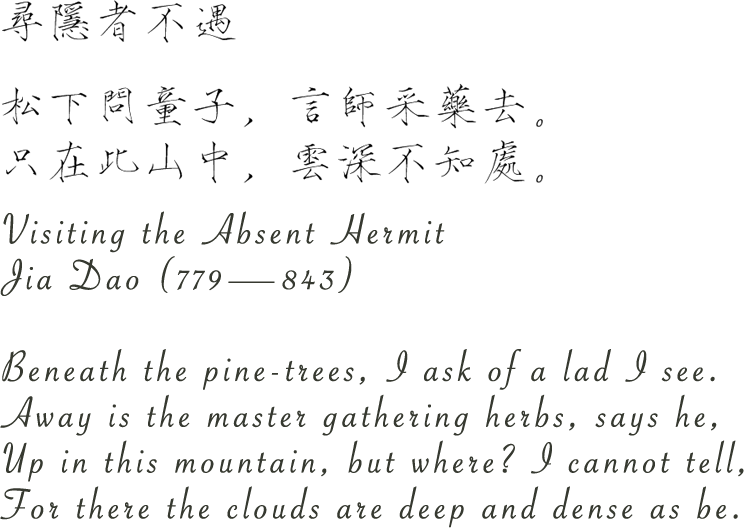 尋隱者不遇
松下問童子，言師采藥去。
只在此山中，雲深不知處。
Visiting the Absent Hermit
Jia Dao (779—843)
Beneath the pine-trees, I ask of a lad I see.
Away is the master gathering herbs, says he,
Up in this mountain, but where? I cannot tell,
For there the clouds are deep and dense as be.